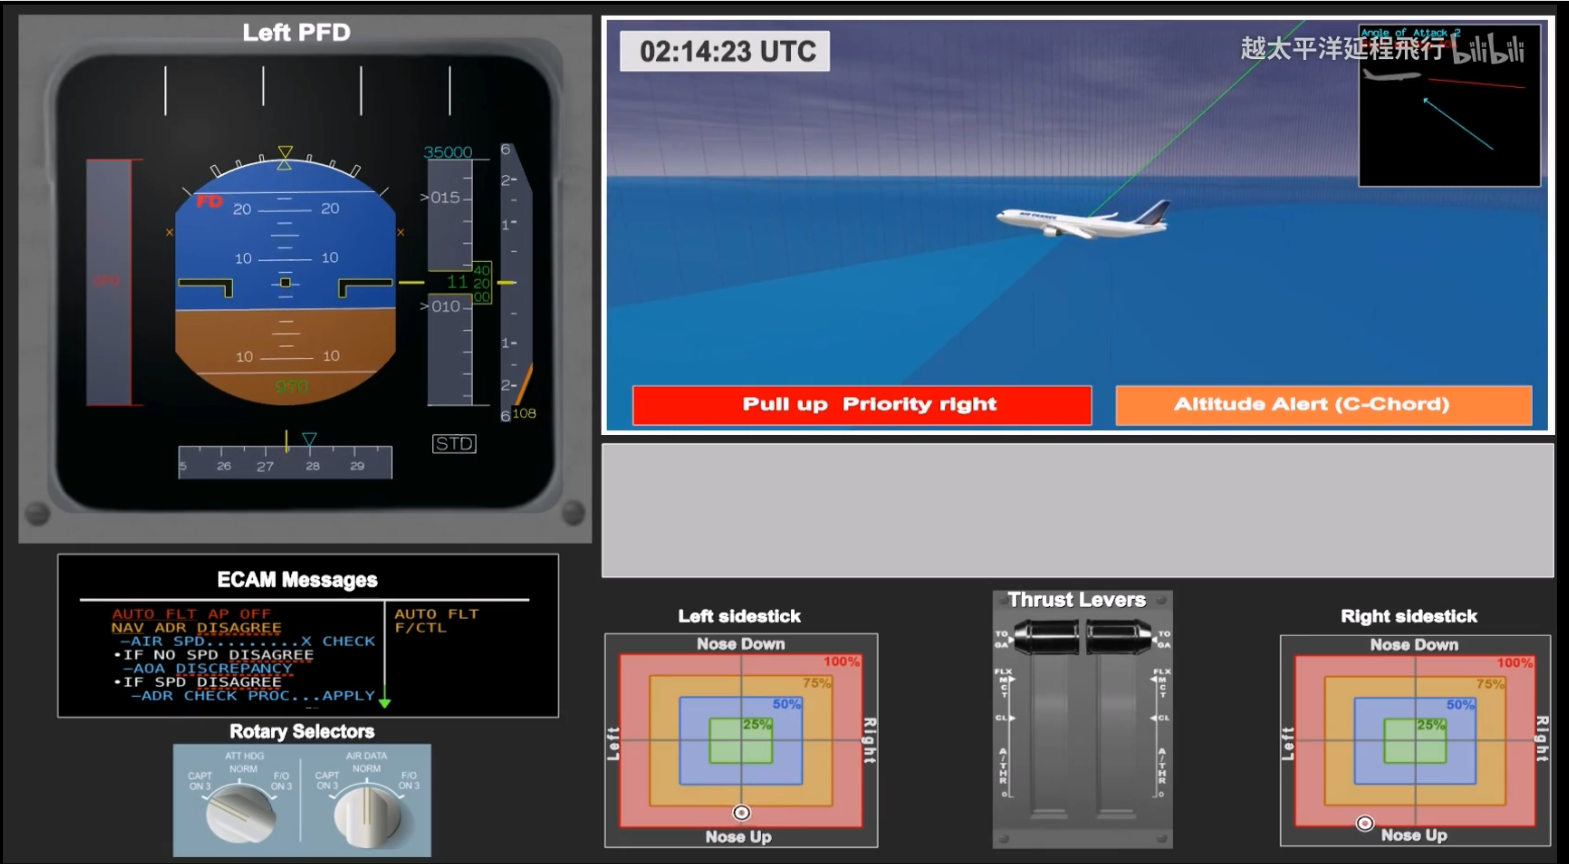 Left PFD
35000
6
2
>015
1
FD
20 20
SPD
10 10
11
40
20
00
>010
1
10 10
2
6 108
STD
5 26 27 28 29
02:14:23 UTC
越太平洋延程飛行 bilibili
Angle of Attack 2
Pull up Priority right
Altitude Alert (C-Chord)
ECAM Messages
AUTO FLT AP OFF
NAV ADR DISAGREE
-AIR SPD.........X CHECK
•IF NO SPD DISAGREE
-AOA DISCREPANCY
•IF SPD DISAGREE
-ADR CHECK PROC...APPLY
AUTO FLT
F/CTL
Rotary Selectors
ATT HDG
NORM
CAPT
ON 3
F/O
ON 3
AIR DATA
NORM
CAPT
ON 3
F/O
ON 3
Left sidestick
Nose Down
100%
75%
50%
25%
Left
Right
Nose Up
Thrust Levers
TO
GA
TO
GA
FLX
MCT
FLX
MCT
CL
CL
A/THR
A/THR
0
0
Right sidestick
Nose Down
100%
75%
50%
25%
Left
Right
Nose Up